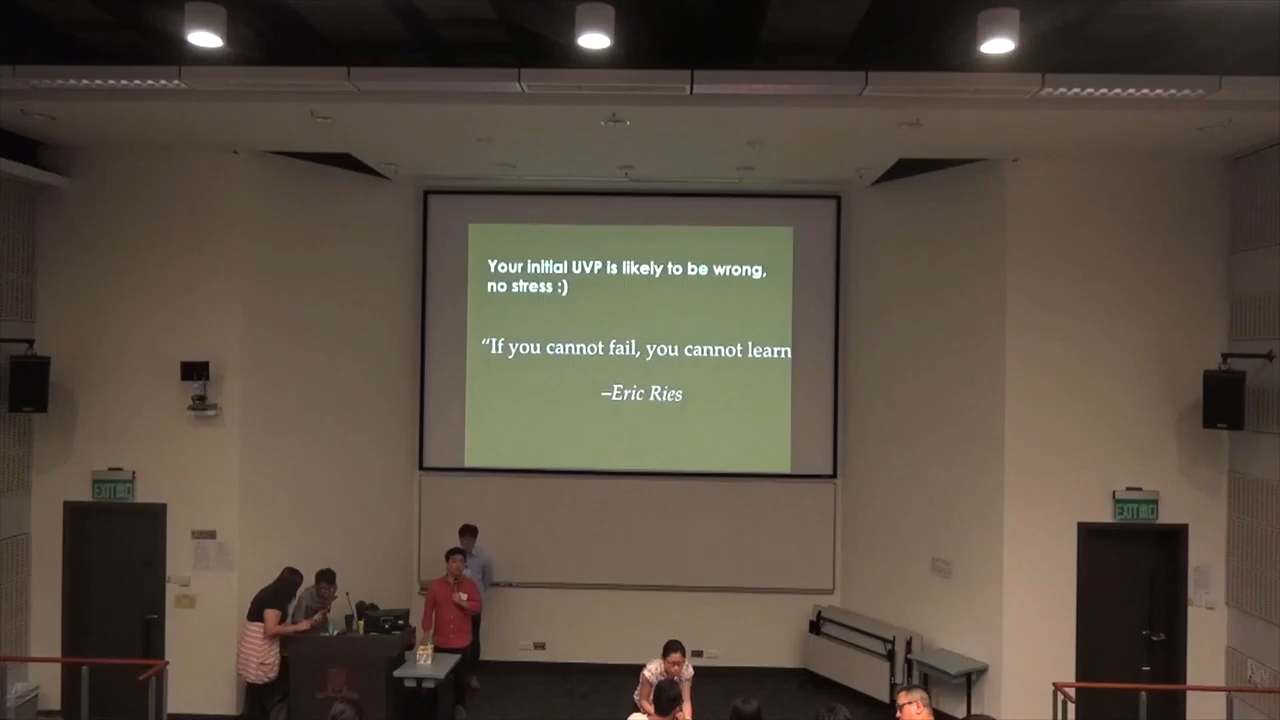 Your initial UVP is likely to be wrong,
no stress :)
“If you cannot fail, you cannot learn
–Eric Ries
EXIT
EXIT